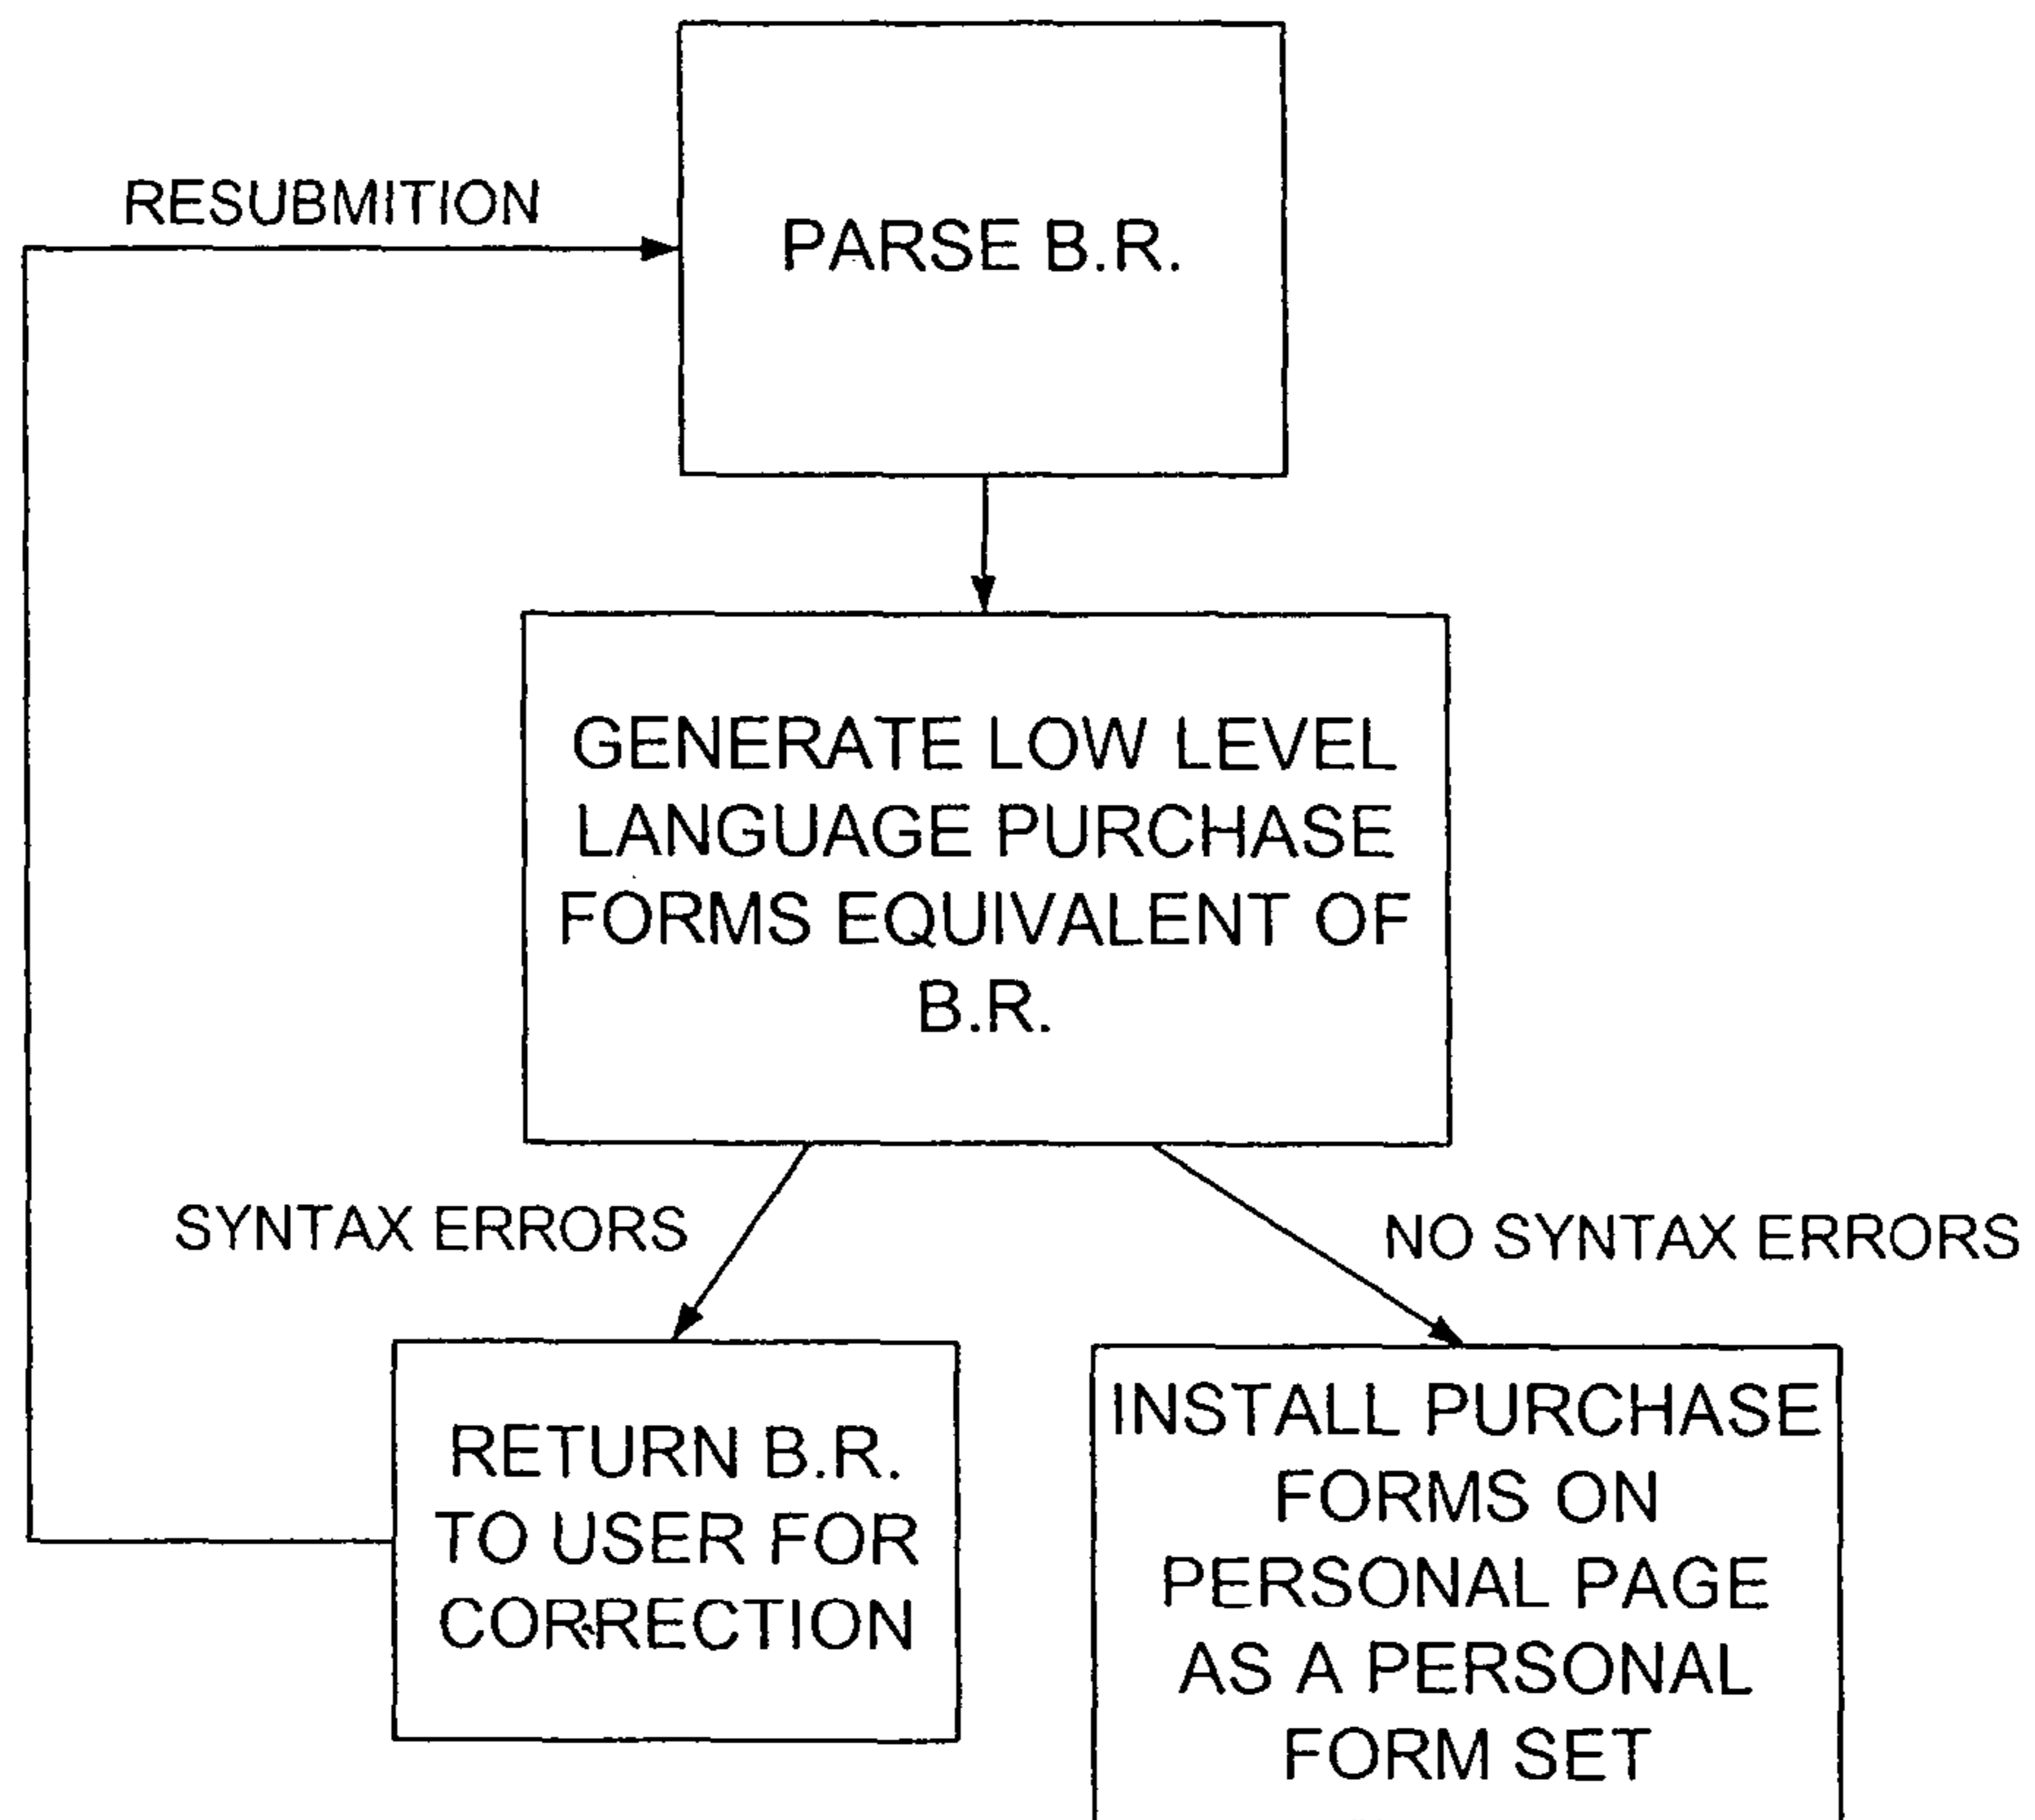 RESUBMITION
PARSE B.R.
GENERATE LOW LEVEL
LANGUAGE PURCHASE
FORMS EQUIVALENT OF
B.R.
SYNTAX ERRORS
NO SYNTAX ERRORS
RETURN B.R.
TO USER FOR
CORRECTION
INSTALL PURCHASE
FORMS ON
PERSONAL PAGE
AS A PERSONAL
FORM SET